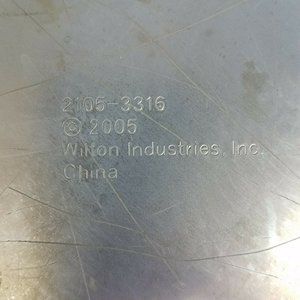 2105-3316
© 2005
Wilton Industries, Inc.
China